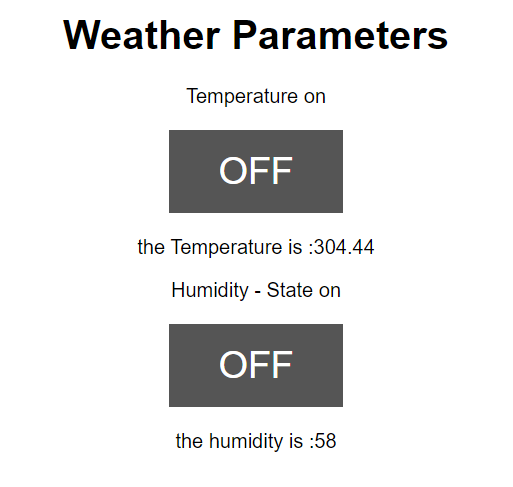 Weather Parameters
Temperature on
OFF
the Temperature is :304.44
Humidity - State on
OFF
the humidity is :58